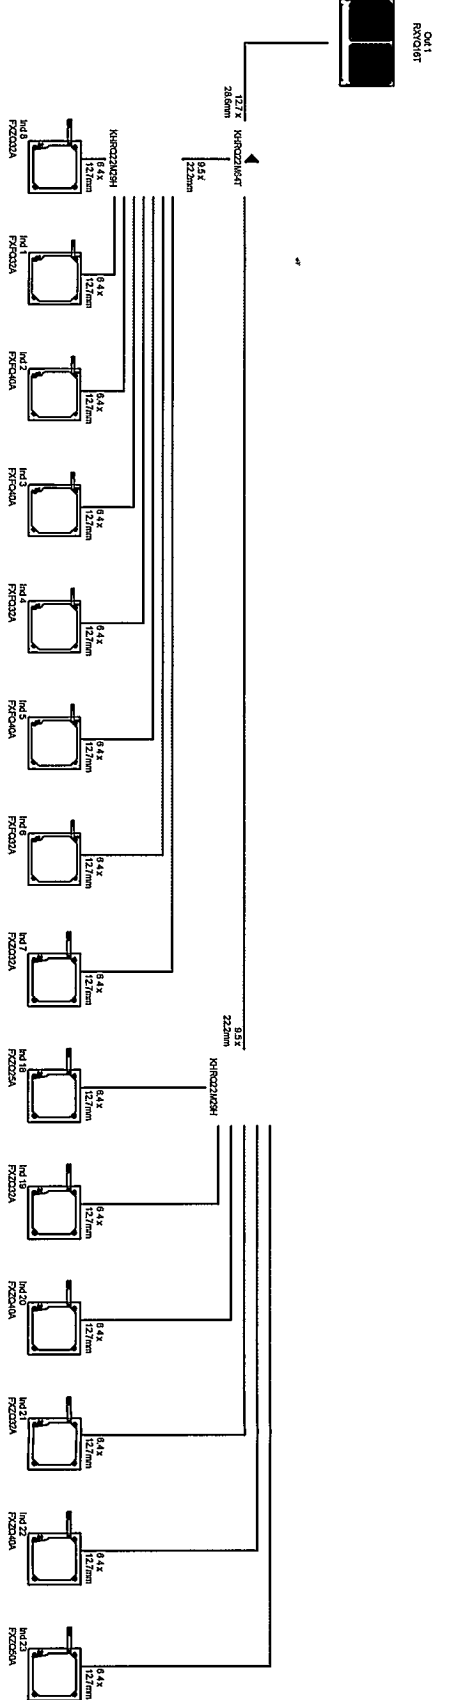 Out 1
RXYQ16T
12.7 x
28.6mm
KHRQ22M64T
9.5 x
22.2mm
KHRQ22M29H
6.4 x
12.7mm
Ind 8
FXZQ32A
6.4 x
12.7mm
Ind 1
FXFQ32A
6.4 x
12.7mm
Ind 2
FXFQ40A
6.4 x
12.7mm
Ind 3
FXFQ40A
6.4 x
12.7mm
Ind 4
FXFQ32A
6.4 x
12.7mm
Ind 5
FXFQ40A
6.4 x
12.7mm
Ind 6
FXFQ32A
6.4 x
12.7mm
Ind 7
FXZQ32A
9.5 x
22.2mm
KHRQ22M29H
6.4 x
12.7mm
Ind 18
FXZQ25A
6.4 x
12.7mm
Ind 19
FXZQ32A
6.4 x
12.7mm
Ind 20
FXZQ40A
6.4 x
12.7mm
Ind 21
FXZQ32A
6.4 x
12.7mm
Ind 22
FXZQ40A
6.4 x
12.7mm
Ind 23
FXZQ50A